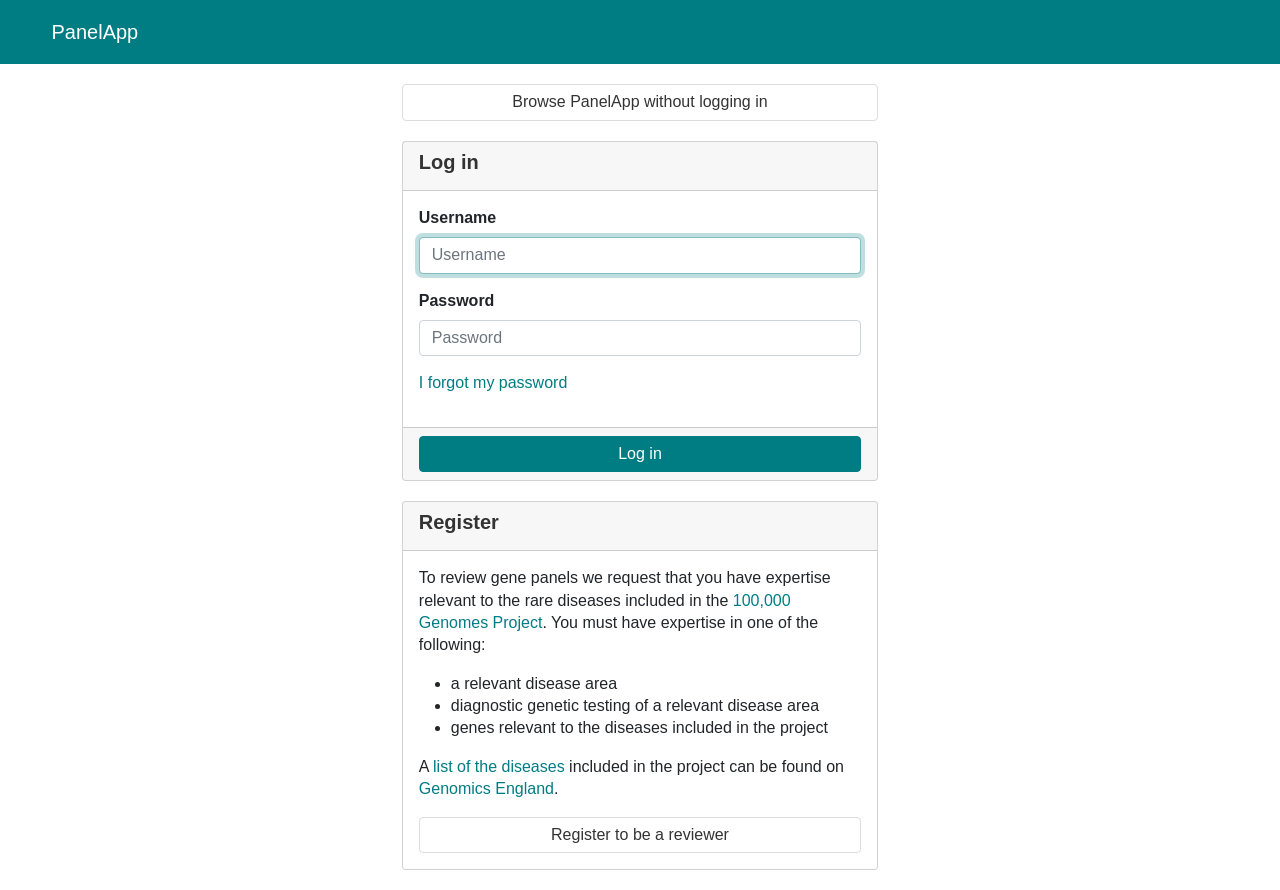 PanelApp
Browse PanelApp without logging in
Log in
Username
Username
Password
Password
I forgot my password
Log in
Register
To review gene panels we request that you have expertise
relevant to the rare diseases included in the 100,000
Genomes Project. You must have expertise in one of the
following:
• a relevant disease area
• diagnostic genetic testing of a relevant disease area
• genes relevant to the diseases included in the project
A list of the diseases included in the project can be found on
Genomics England.
Register to be a reviewer